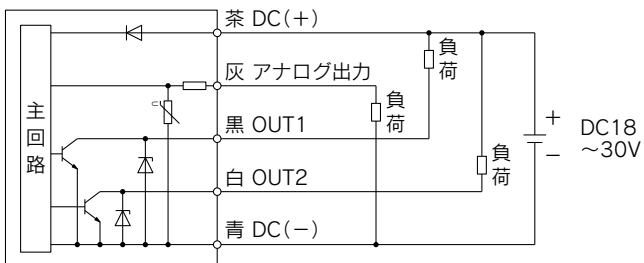 茶 DC(+)
灰 アナログ出力
負荷
負荷
主回路
黒 OUT1
+
−
DC18
~30V
負荷
白 OUT2
青 DC(−)